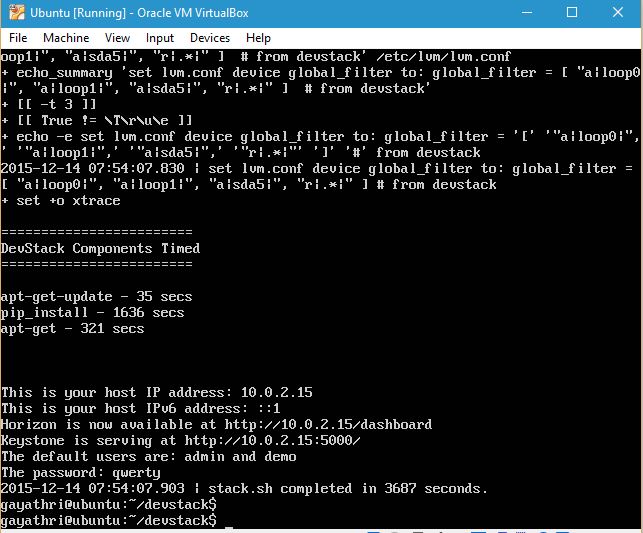 Ubuntu [Running] - Oracle VM VirtualBox
File Machine View Input Devices Help
oop1|", "a|sda5|", "r|.*|" ]  # from devstack' /etc/lvm/lvm.conf
+ echo_summary 'set lvm.conf device global_filter to: global_filter = [ "a|loop0
|", "a|loop1|", "a|sda5|", "r|.*|" ]  # from devstack'
+ [[ -t 3 ]]
+ [[ True != \T\r\u\e ]]
+ echo -e set lvm.conf device global_filter to: global_filter = '[' '"a|loop0|",
' '"a|loop1|",' '"a|sda5|",' '"r|.*|"' ']' '#' from devstack
2015-12-14 07:54:07.830 | set lvm.conf device global_filter to: global_filter =
[ "a|loop0|", "a|loop1|", "a|sda5|", "r|.*|" ] # from devstack
+ set +o xtrace
========================
DevStack Components Timed
========================
apt-get-update - 35 secs
pip_install - 1636 secs
apt-get - 321 secs
This is your host IP address: 10.0.2.15
This is your host IPv6 address: ::1
Horizon is now available at http://10.0.2.15/dashboard
Keystone is serving at http://10.0.2.15:5000/
The default users are: admin and demo
The password: qwerty
2015-12-14 07:54:07.903 | stack.sh completed in 3687 seconds.
gayathri@ubuntu:~/devstack$
gayathri@ubuntu:~/devstack$ _